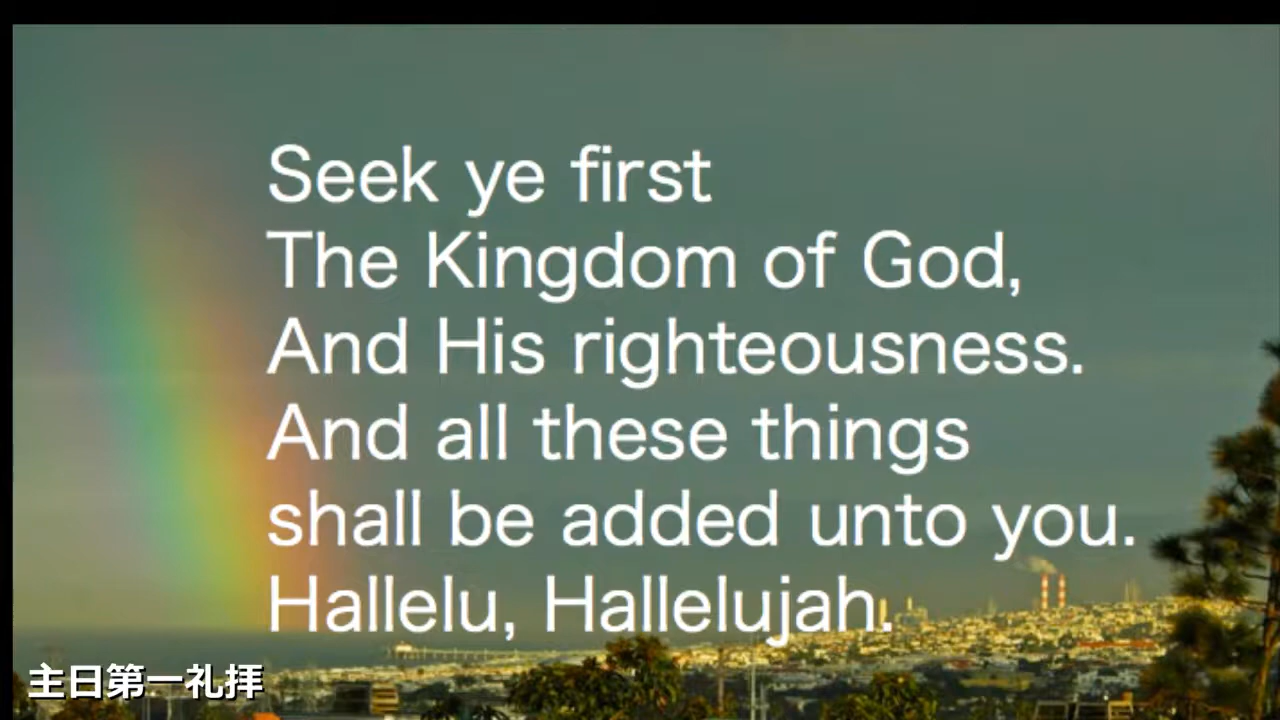 Seek ye first
The Kingdom of God,
And His righteousness.
And all these things
shall be added unto you.
Hallelu, Hallelujah.
主日第一礼拝